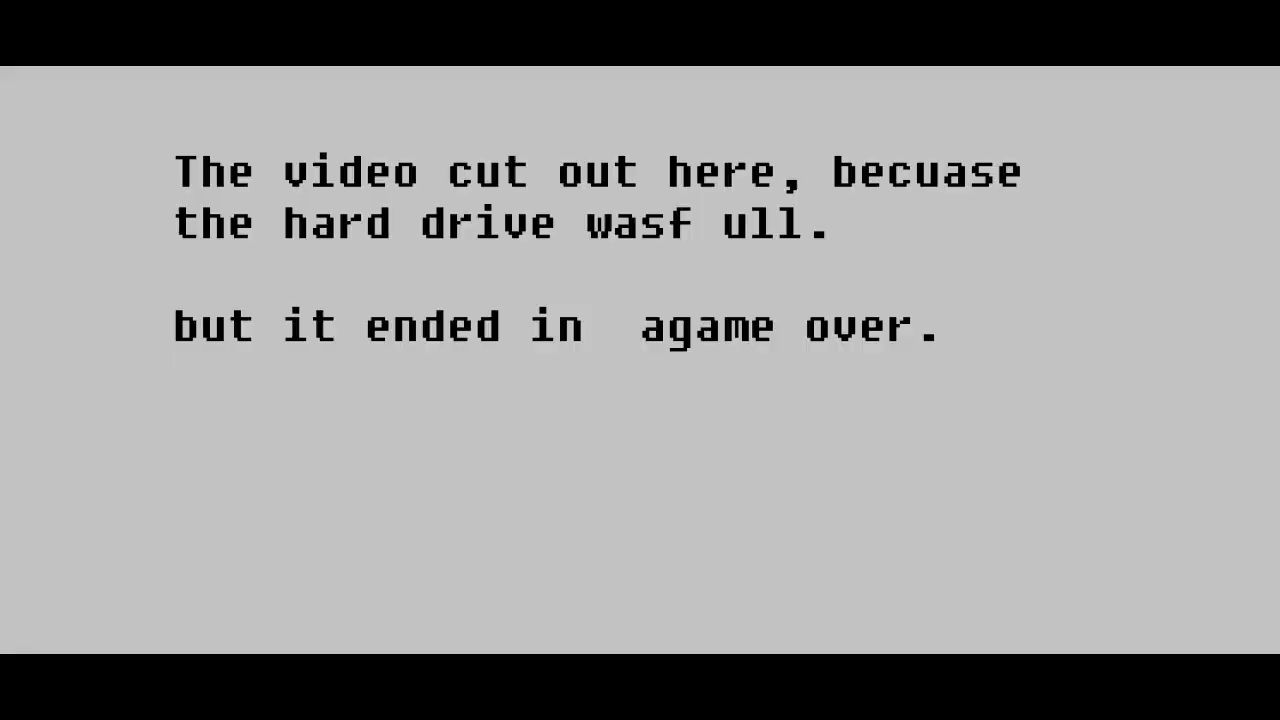 The video cut out here, becuase
the hard drive wasf ull.
but it ended in  agame over.